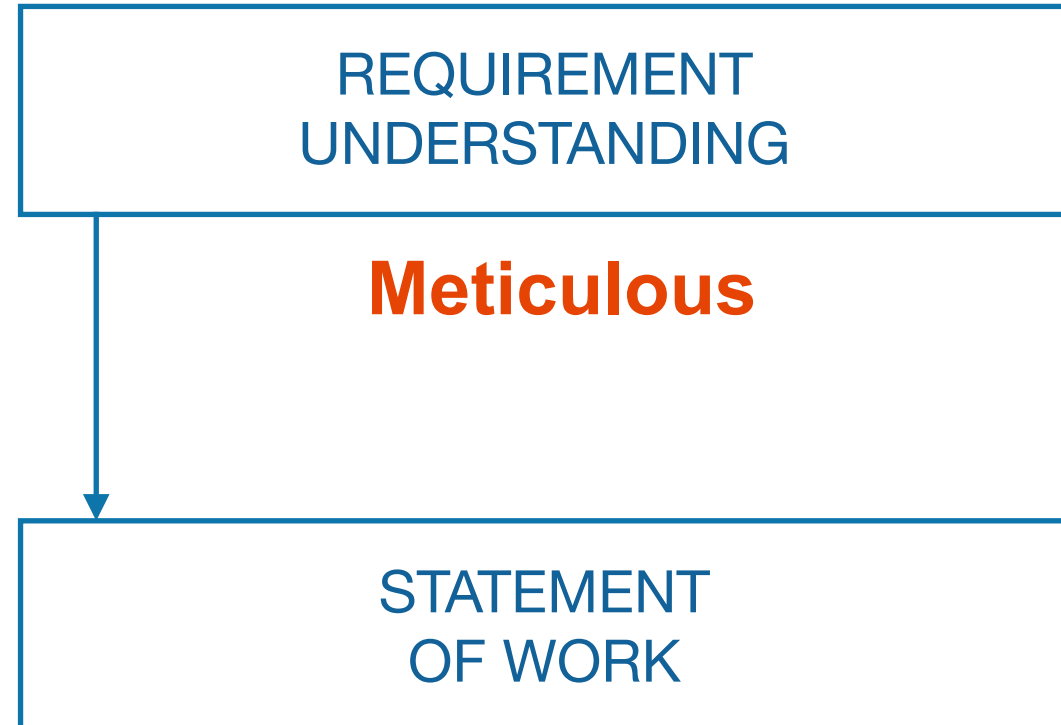 REQUIREMENT
UNDERSTANDING
Meticulous
STATEMENT
OF WORK